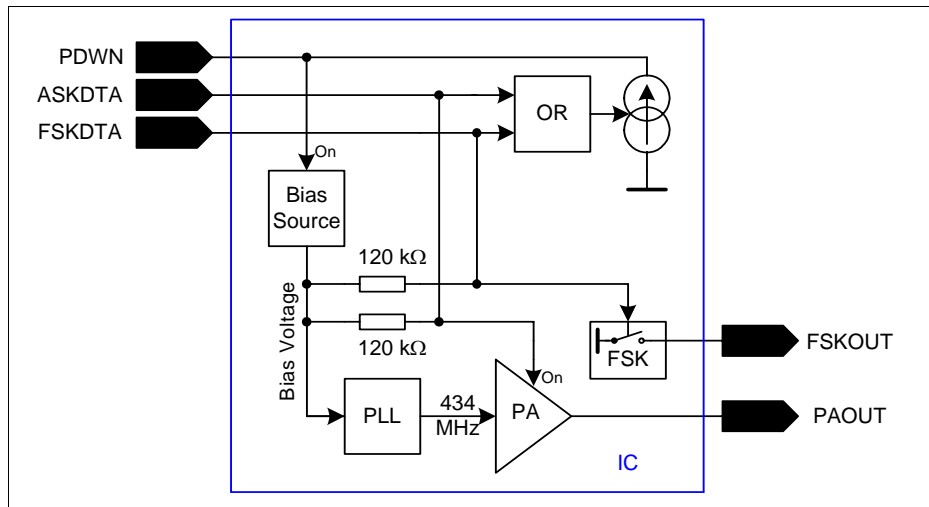 PDWN
ASKDTA
FSKDTA
OR
On
Bias
Source
120 kΩ
120 kΩ
Bias Voltage
FSK
FSKOUT
On
PLL
434
MHz
PA
PAOUT
IC